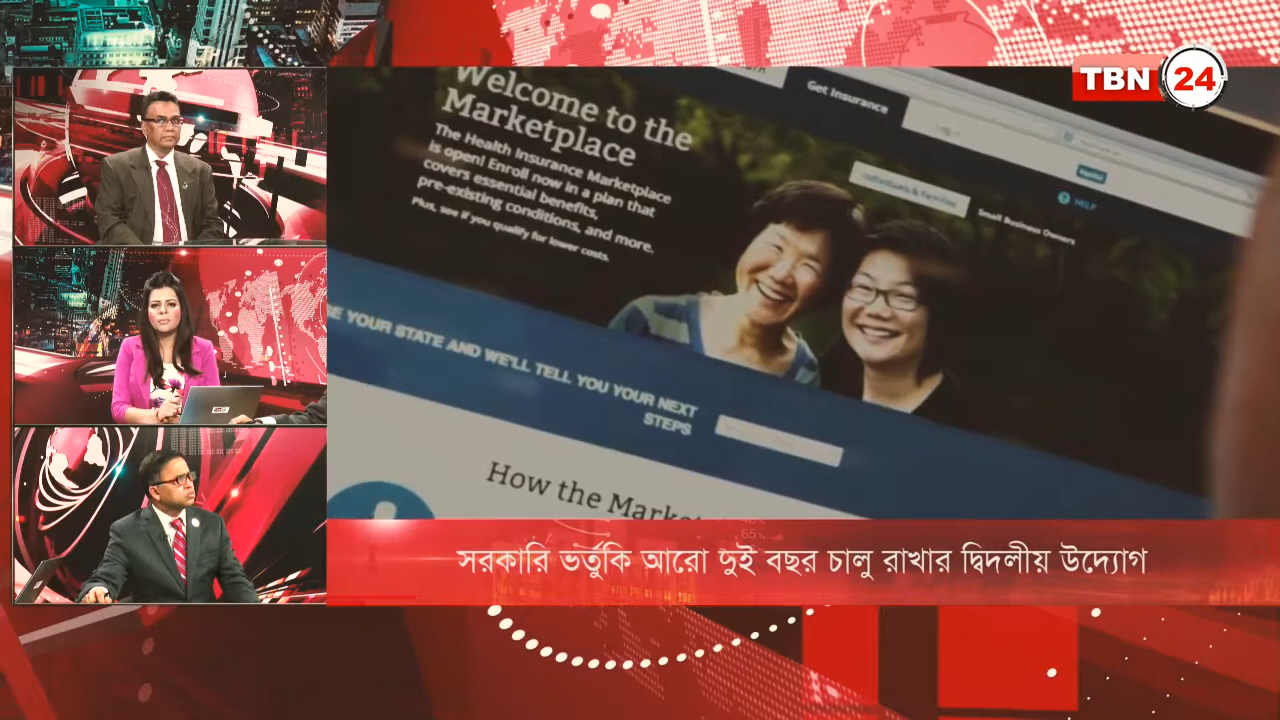 TBN 24
Get Insurance
Welcome to the
Marketplace
The Health Insurance Marketplace
is open! Enroll now in a plan that
covers essential benefits,
pre-existing conditions, and more.
Plus, see if you qualify for lower costs.
Individuals & Families
Small Business Owners
HELP
YOUR STATE AND WE'LL TELL YOU YOUR NEXT
STEPS
How the
65%
সরকারি ভর্তুকি আরো দুই বছর চালু রাখার দ্বিদলীয় উদ্যোগ